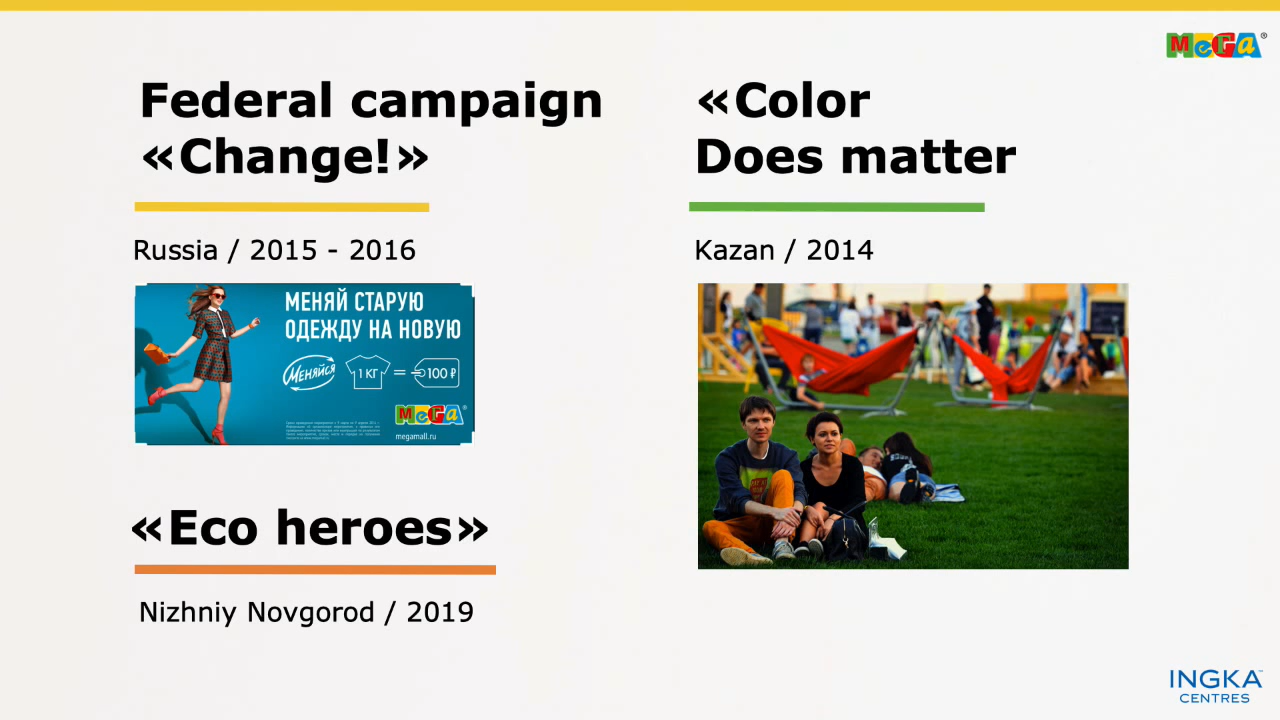 MeGa®
Federal campaign
«Change!»
Russia / 2015 - 2016
МЕНЯЙ СТАРУЮ
ОДЕЖДУ НА НОВУЮ
Меняйся
1 КГ = 100 ₽
MeGa®
megamall.ru
«Eco heroes»
Nizhniy Novgorod / 2019
«Color
Does matter
Kazan / 2014
INGKA™
CENTRES